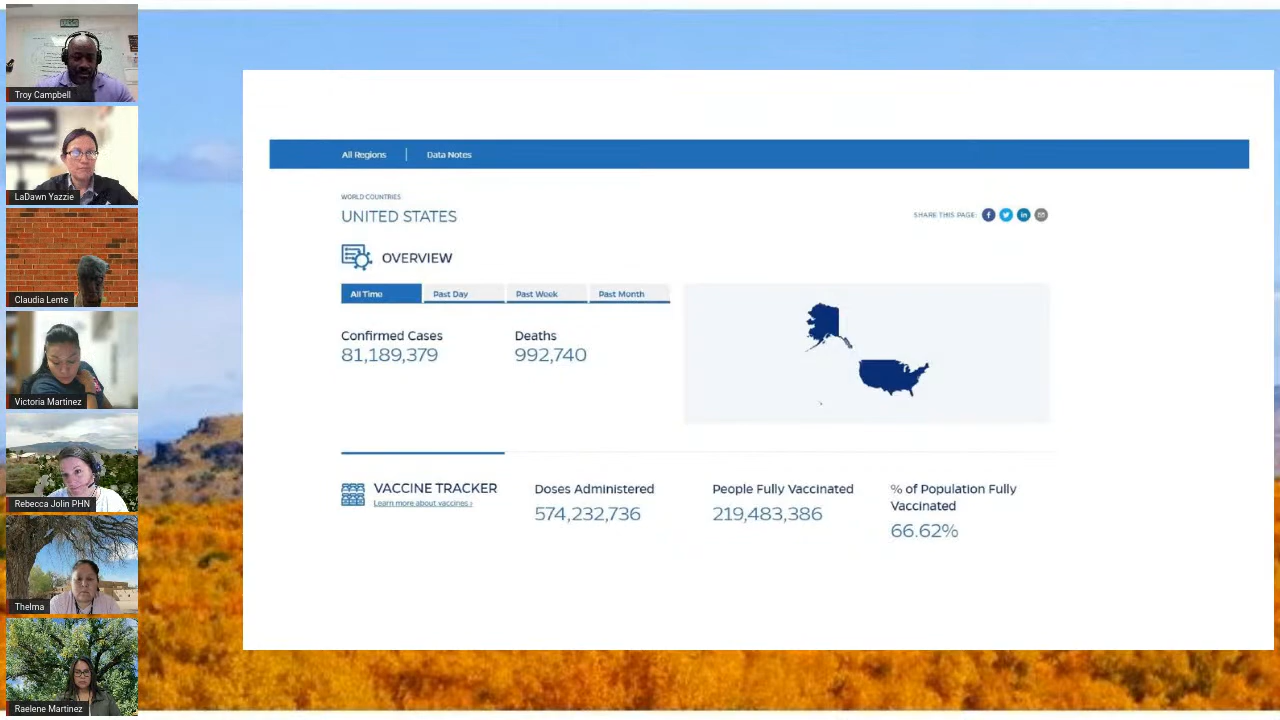 Troy Campbell
LaDawn Yazzie
Claudia Lente
Victoria Martinez
Rebecca Jolin PHN
Thelma
Raelene Martinez
All Regions
Data Notes
WORLD COUNTRIES
UNITED STATES
SHARE THIS PAGE:
OVERVIEW
All Time
Past Day
Past Week
Past Month
Confirmed Cases
81,189,379
Deaths
992,740
VACCINE TRACKER
Learn more about vaccines ›
Doses Administered
574,232,736
People Fully Vaccinated
219,483,386
% of Population Fully
Vaccinated
66.62%